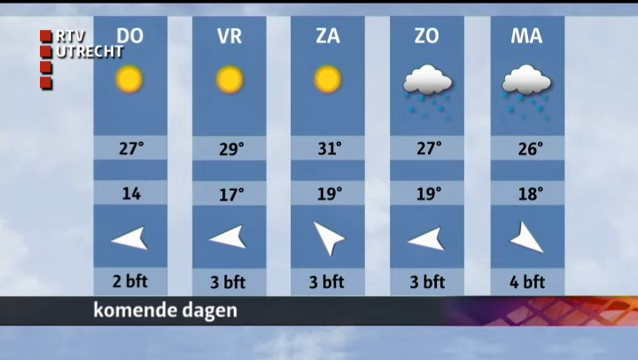 RTV
UTRECHT
DO VR ZA ZO MA
27° 29° 31° 27° 26°
14 17° 19° 19° 18°
2 bft 3 bft 3 bft 3 bft 4 bft
komende dagen